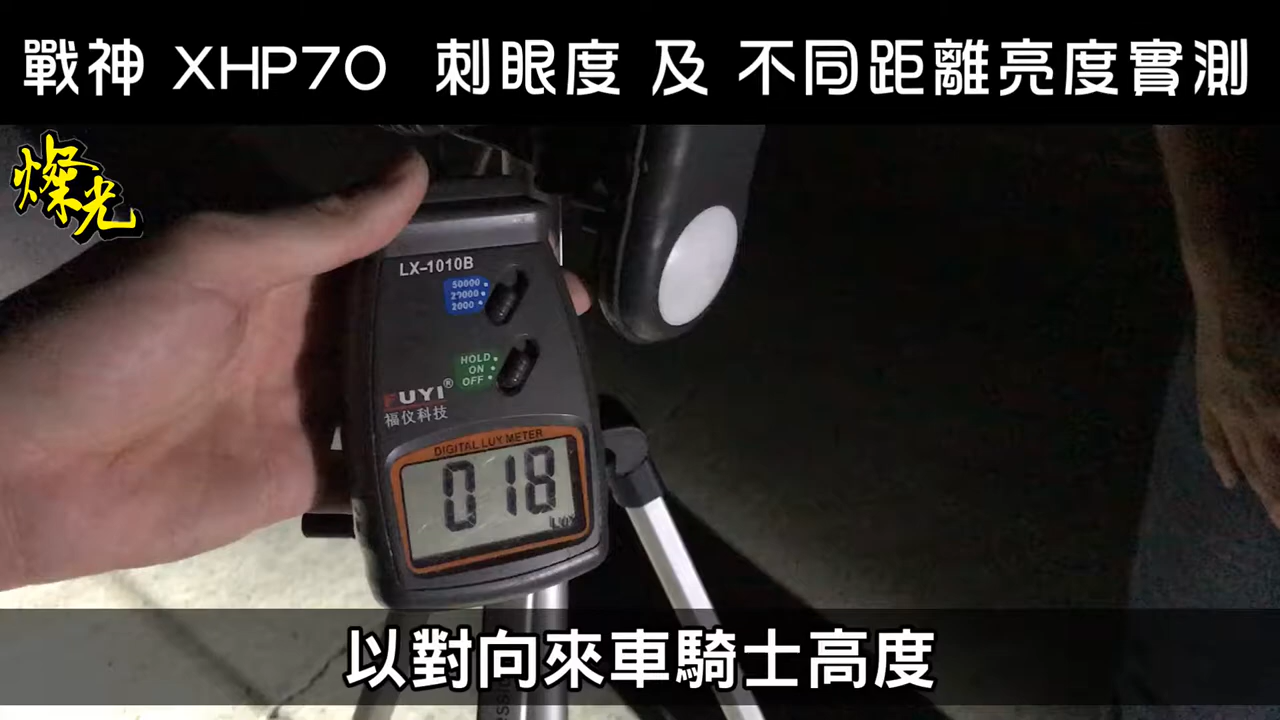 戰神 XHP70 刺眼度 及 不同距離亮度實測
燦光
LX-1010B
50000
20000
2000
HOLD
ON
OFF
FUYI®
福仪科技
DIGITAL LUX METER
018
LUX
以對向來車騎士高度